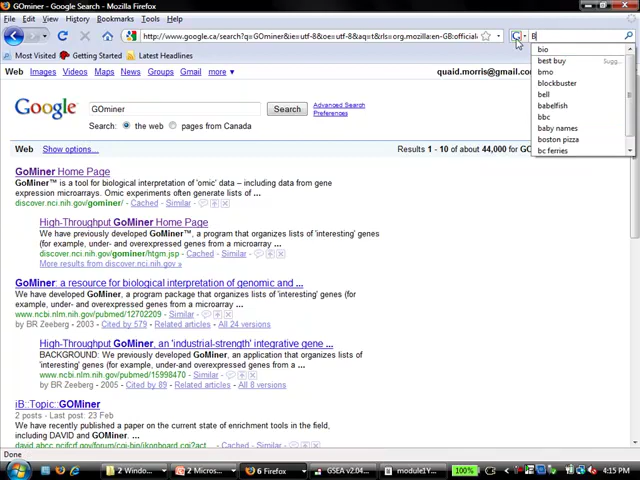 GOminer - Google Search - Mozilla Firefox
File Edit View History Bookmarks Tools Help
http://www.google.ca/search?q=GOminer&ie=utf-8&oe=utf-8&aq=t&rls=org.mozilla:en-GB:official
B
Most Visited Getting Started Latest Headlines
bio
best buy Sugg...
bmo
blockbuster
bell
babelfish
bbc
baby names
boston pizza
bc ferries
Web Images Videos Maps News Groups Gmail more
quaid.morris@gmail.com
Google
GOminer
Search
Advanced Search
Preferences
Search: the web pages from Canada
Web Show options...
Results 1 - 10 of about 44,000 for
GoMiner Home Page
GoMiner™ is a tool for biological interpretation of 'omic' data – including data from gene
expression microarrays. Omic experiments often generate lists of ...
discover.nci.nih.gov/gominer/ - Cached - Similar -
High-Throughput GoMiner Home Page
We have previously developed GoMiner™, a program that organizes lists of 'interesting' genes
(for example, under- and overexpressed genes from a microarray ...
discover.nci.nih.gov/gominer/htgm.jsp - Cached - Similar -
More results from discover.nci.nih.gov »
GoMiner: a resource for biological interpretation of genomic and ...
We have developed GoMiner, a program package that organizes lists of 'interesting' genes (for
example, under- and overexpressed genes from a microarray ...
www.ncbi.nlm.nih.gov/pubmed/12702209 - Similar -
by BR Zeeberg - 2003 - Cited by 579 - Related articles - All 24 versions
High-Throughput GoMiner, an 'industrial-strength' integrative gene ...
BACKGROUND: We previously developed GoMiner, an application that organizes lists of
'interesting' genes (for example, under- and overexpressed genes ...
www.ncbi.nlm.nih.gov/pubmed/15998470 - Similar -
by BR Zeeberg - 2005 - Cited by 89 - Related articles - All 8 versions
iB::Topic::GOMiner
2 posts - Last post: 23 Feb
We have recently published a paper on the current state of enrichment tools in the field,
including DAVID and GOMiner. ...
Cached - Similar -
Done
2 Window...
2 Micros...
6 Firefox
GSEA v2.04...
module1Y...
100%
4:15 PM